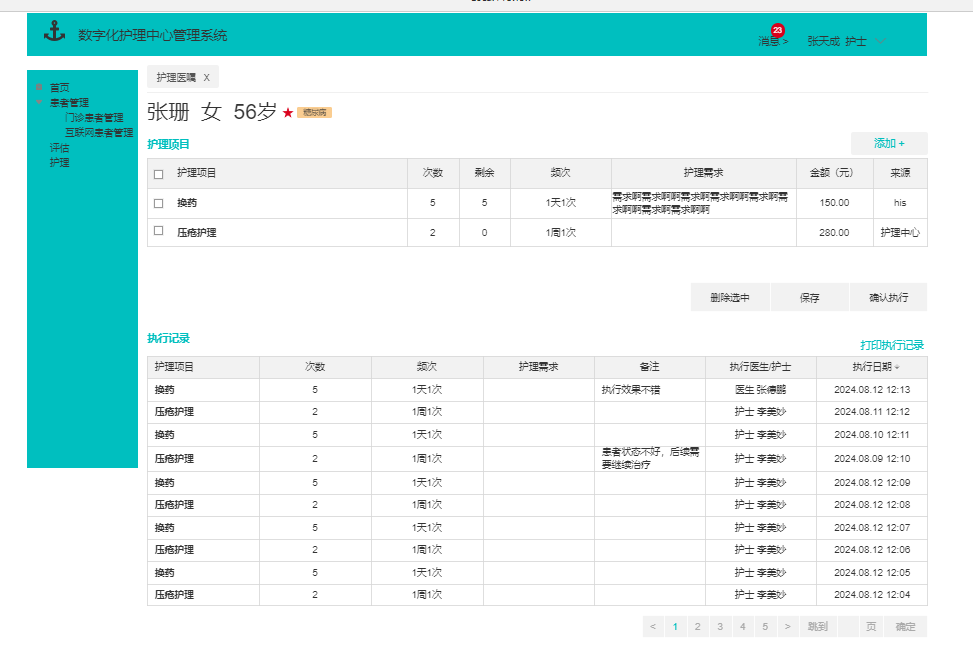 数字化护理中心管理系统
23
消息 > 张天成 护士
首页
患者管理
门诊患者管理
互联网患者管理
评估
护理
护理医嘱 X
张珊 女 56岁 ★ 糖尿病
护理项目
添加 +
护理项目 次数 剩余 频次 护理需求 金额（元） 来源
换药 5 5 1天1次 需求啊需求啊啊需求啊需求啊啊需求啊需 150.00 his
求啊啊需求啊需求啊啊
压疮护理 2 0 1周1次 280.00 护理中心
删除选中 保存 确认执行
执行记录
打印执行记录
护理项目 次数 频次 护理需求 备注 执行医生/护士 执行日期
换药 5 1天1次 执行效果不错 医生 张德鹏 2024.08.12 12:13
压疮护理 2 1周1次 护士 李美妙 2024.08.11 12:12
换药 5 1天1次 护士 李美妙 2024.08.10 12:11
压疮护理 2 1周1次 患者状态不好，后续需 护士 李美妙 2024.08.09 12:10
要继续治疗
换药 5 1天1次 护士 李美妙 2024.08.12 12:09
压疮护理 2 1周1次 护士 李美妙 2024.08.12 12:08
换药 5 1天1次 护士 李美妙 2024.08.12 12:07
压疮护理 2 1周1次 护士 李美妙 2024.08.12 12:06
换药 5 1天1次 护士 李美妙 2024.08.12 12:05
压疮护理 2 1周1次 护士 李美妙 2024.08.12 12:04
< 1 2 3 4 5 > 跳到 页 确定